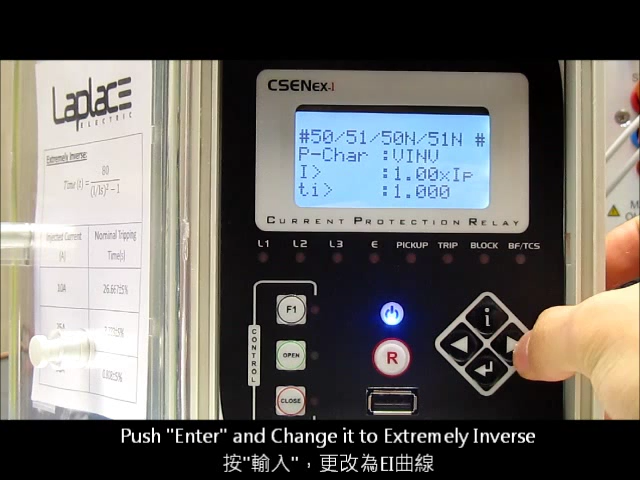 Laplace
ELECTRIC
Extremely Inverse:
Time (t) = 80
(I/Is)² − 1
Injected Current
(A)
Nominal Tripping
Time(s)
10A
26.667±5%
CSENEX-I
#50/51/50N/51N #
P-Char :VINV
I> :1.00xIp
ti> :1.000
CURRENT PROTECTION RELAY
L1 L2 L3 E PICKUP TRIP BLOCK BF/TCS
F1
CONTROL
OPEN
CLOSE
R
i
Push "Enter" and Change it to Extremely Inverse
按"輸入"，更改為EI曲線